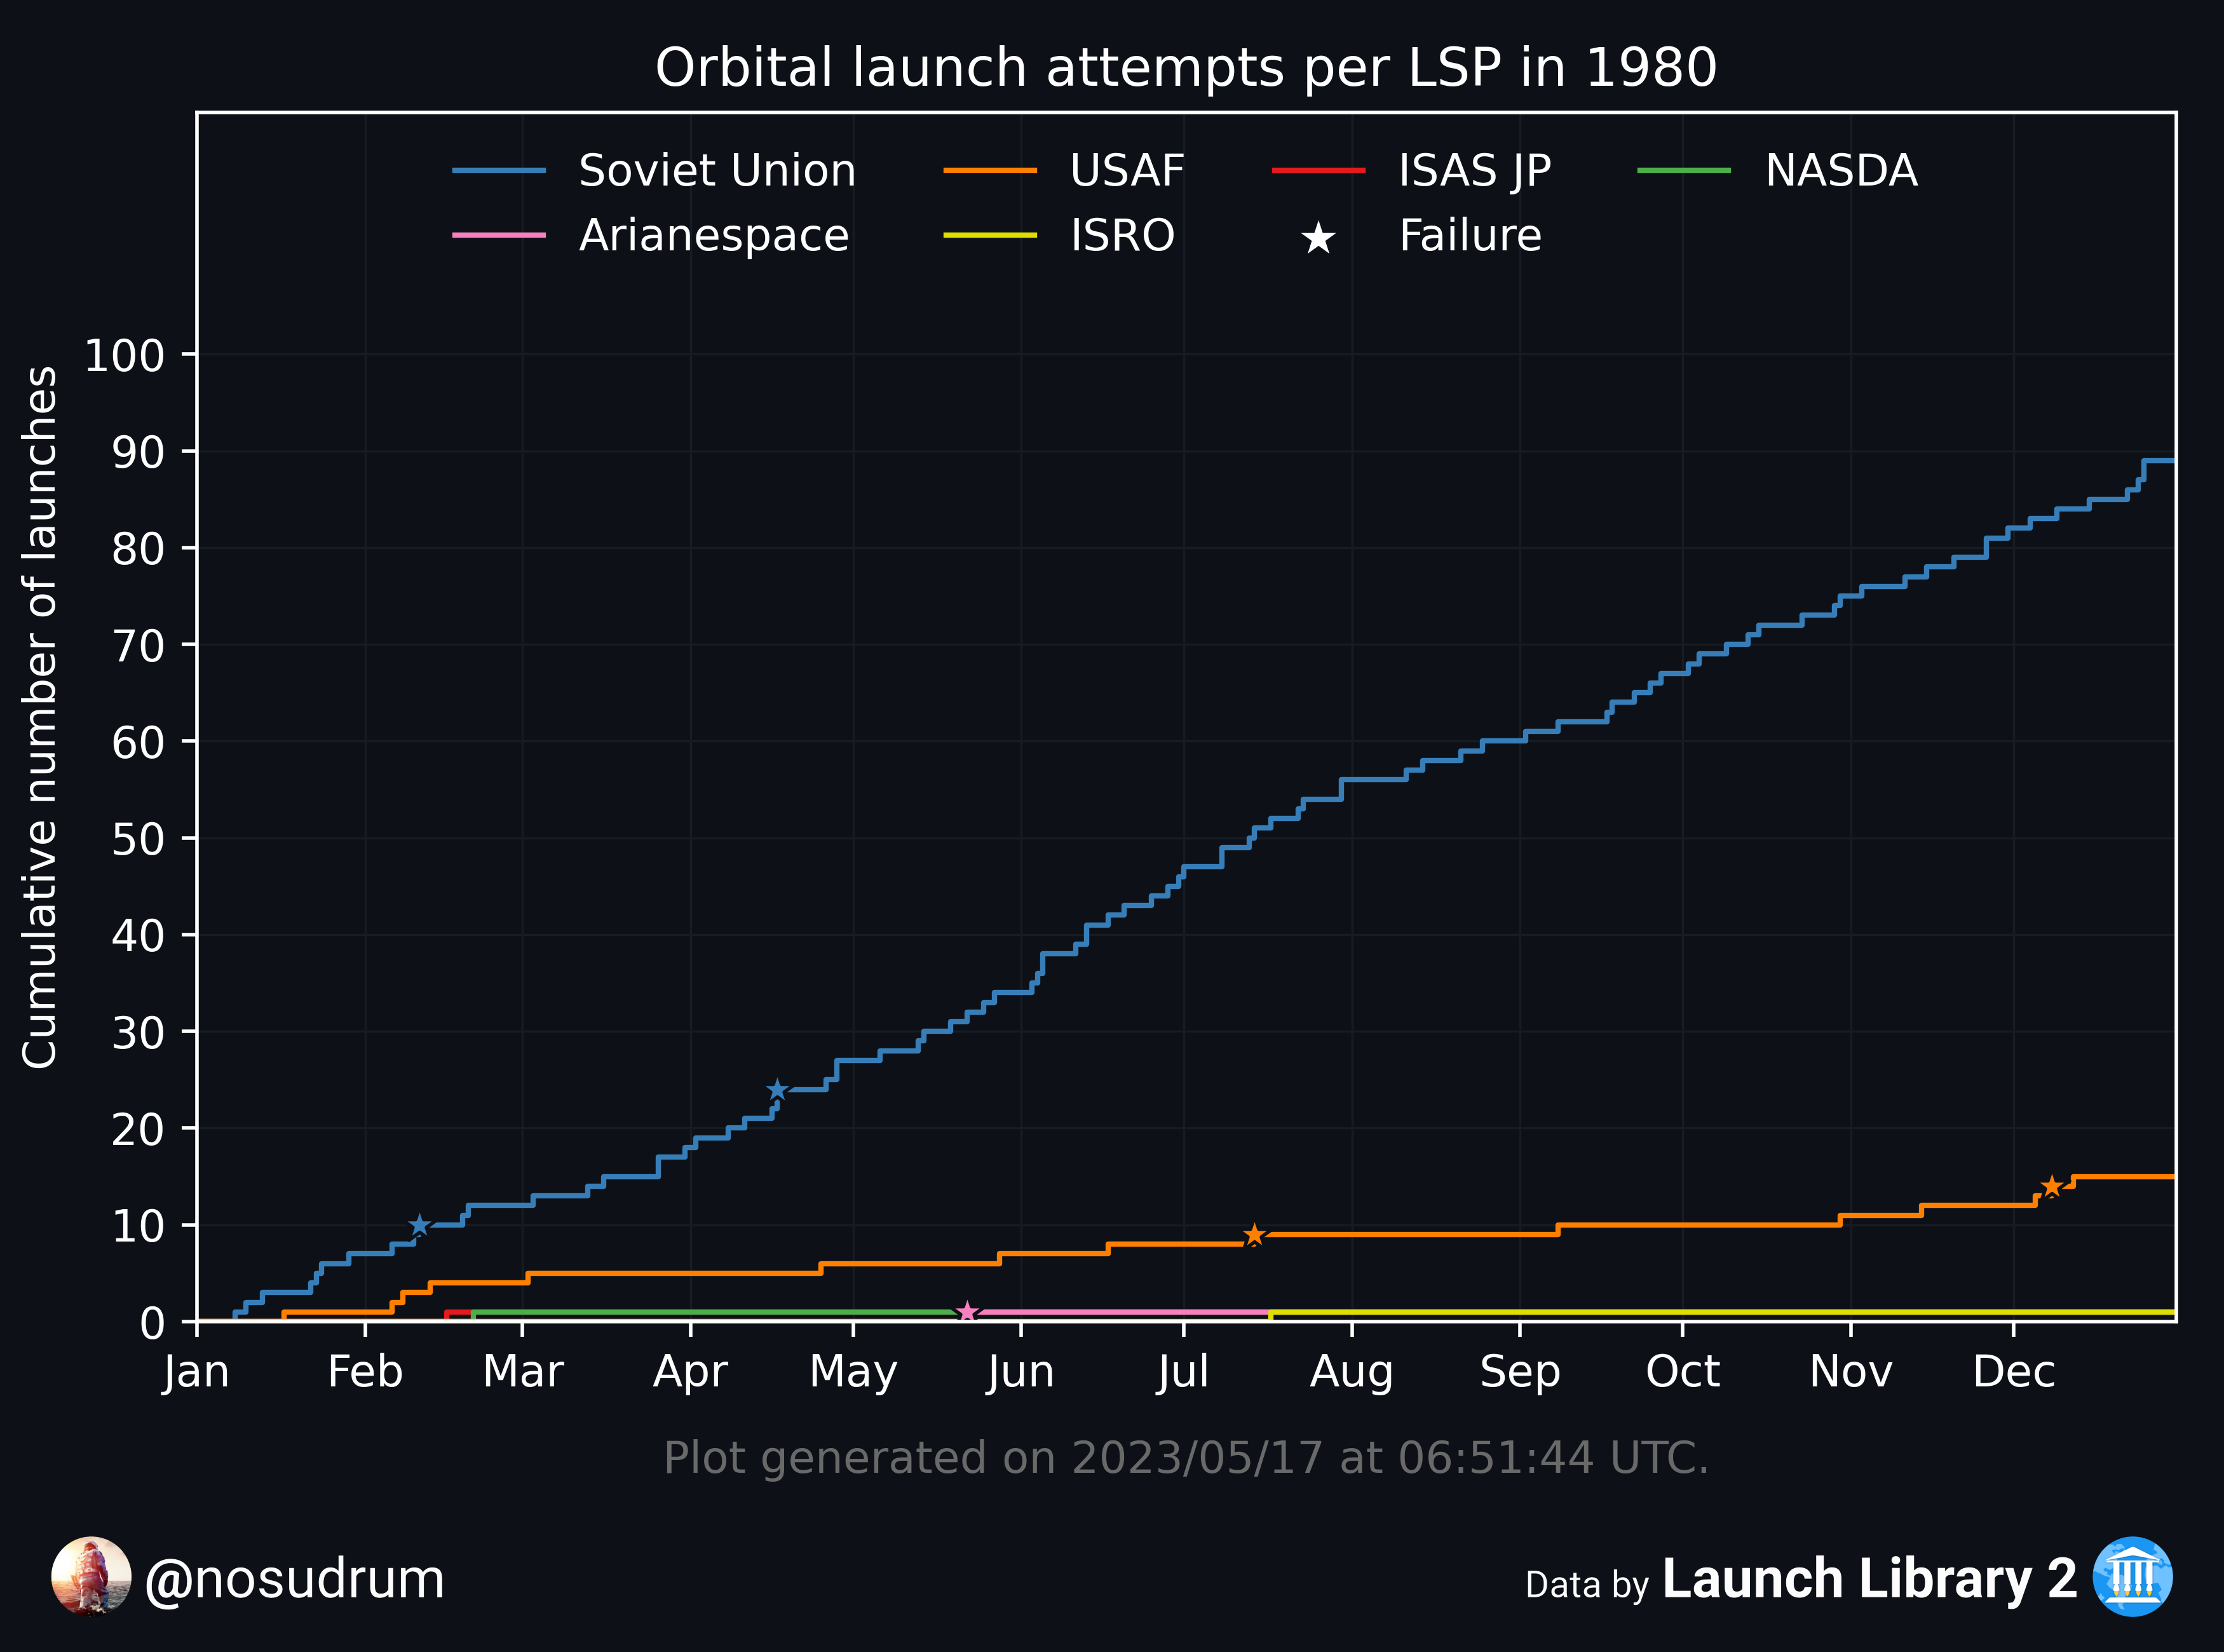 Orbital launch attempts per LSP in 1980
Soviet Union USAF ISAS JP NASDA
Arianespace ISRO Failure
Cumulative number of launches
100
90
80
70
60
50
40
30
20
10
0
Jan Feb Mar Apr May Jun Jul Aug Sep Oct Nov Dec
Plot generated on 2023/05/17 at 06:51:44 UTC.
@nosudrum
Data by Launch Library 2